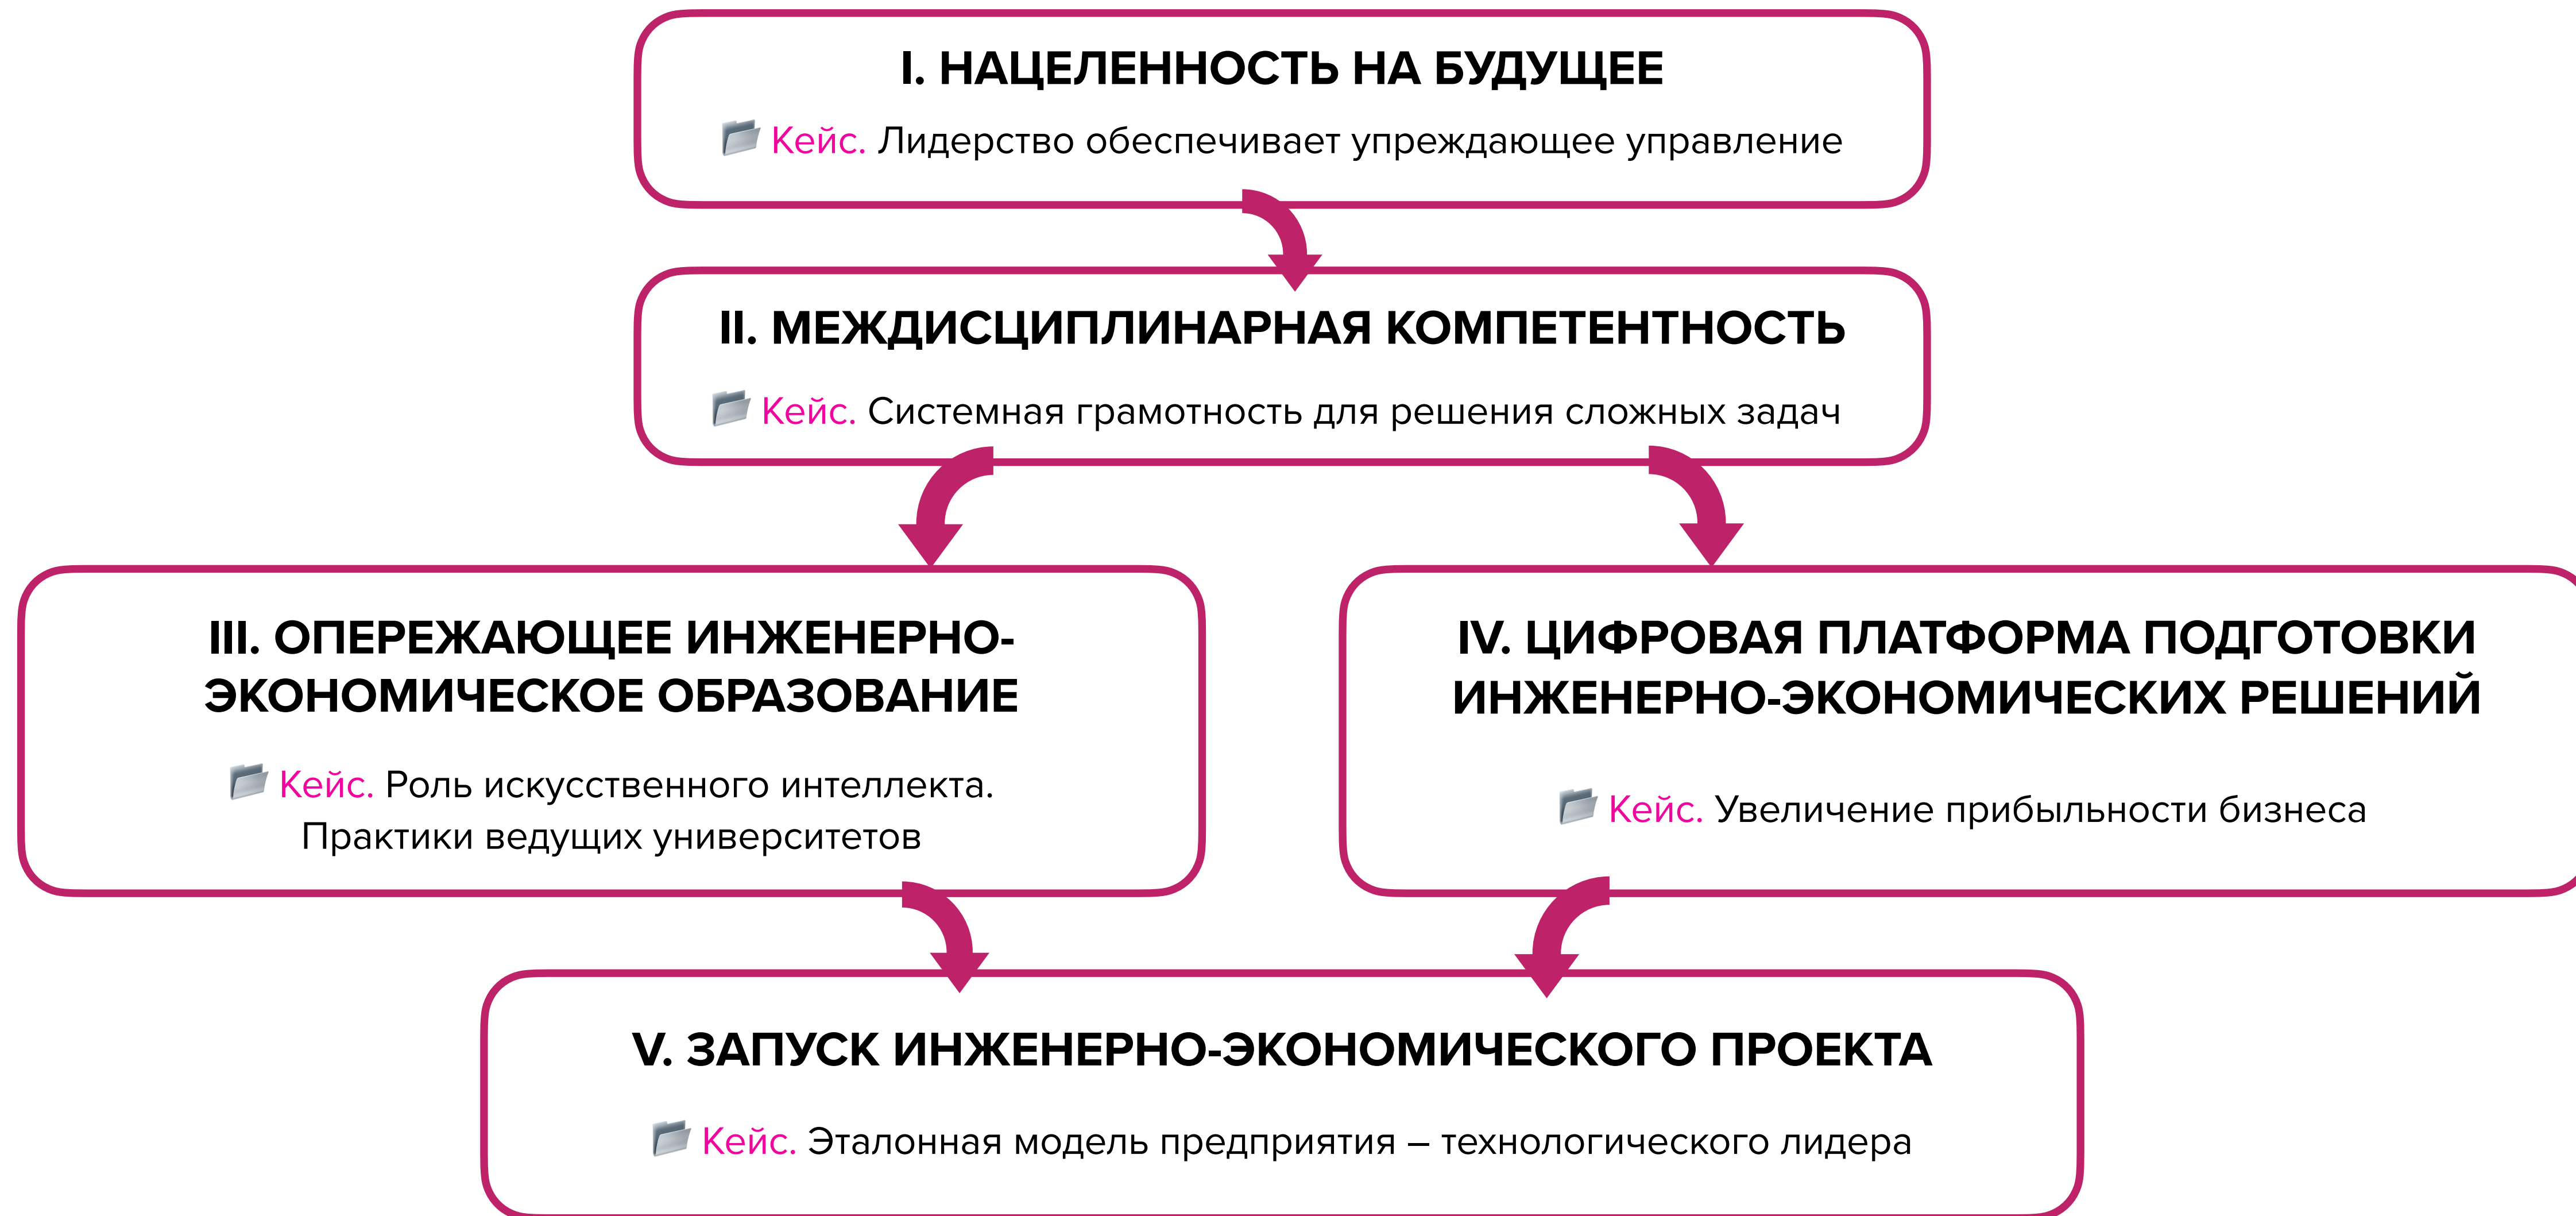 I. НАЦЕЛЕННОСТЬ НА БУДУЩЕЕ
Кейс. Лидерство обеспечивает упреждающее управление
II. МЕЖДИСЦИПЛИНАРНАЯ КОМПЕТЕНТНОСТЬ
Кейс. Системная грамотность для решения сложных задач
III. ОПЕРЕЖАЮЩЕЕ ИНЖЕНЕРНО-
ЭКОНОМИЧЕСКОЕ ОБРАЗОВАНИЕ
Кейс. Роль искусственного интеллекта.
Практики ведущих университетов
IV. ЦИФРОВАЯ ПЛАТФОРМА ПОДГОТОВКИ
ИНЖЕНЕРНО-ЭКОНОМИЧЕСКИХ РЕШЕНИЙ
Кейс. Увеличение прибыльности бизнеса
V. ЗАПУСК ИНЖЕНЕРНО-ЭКОНОМИЧЕСКОГО ПРОЕКТА
Кейс. Эталонная модель предприятия – технологического лидера